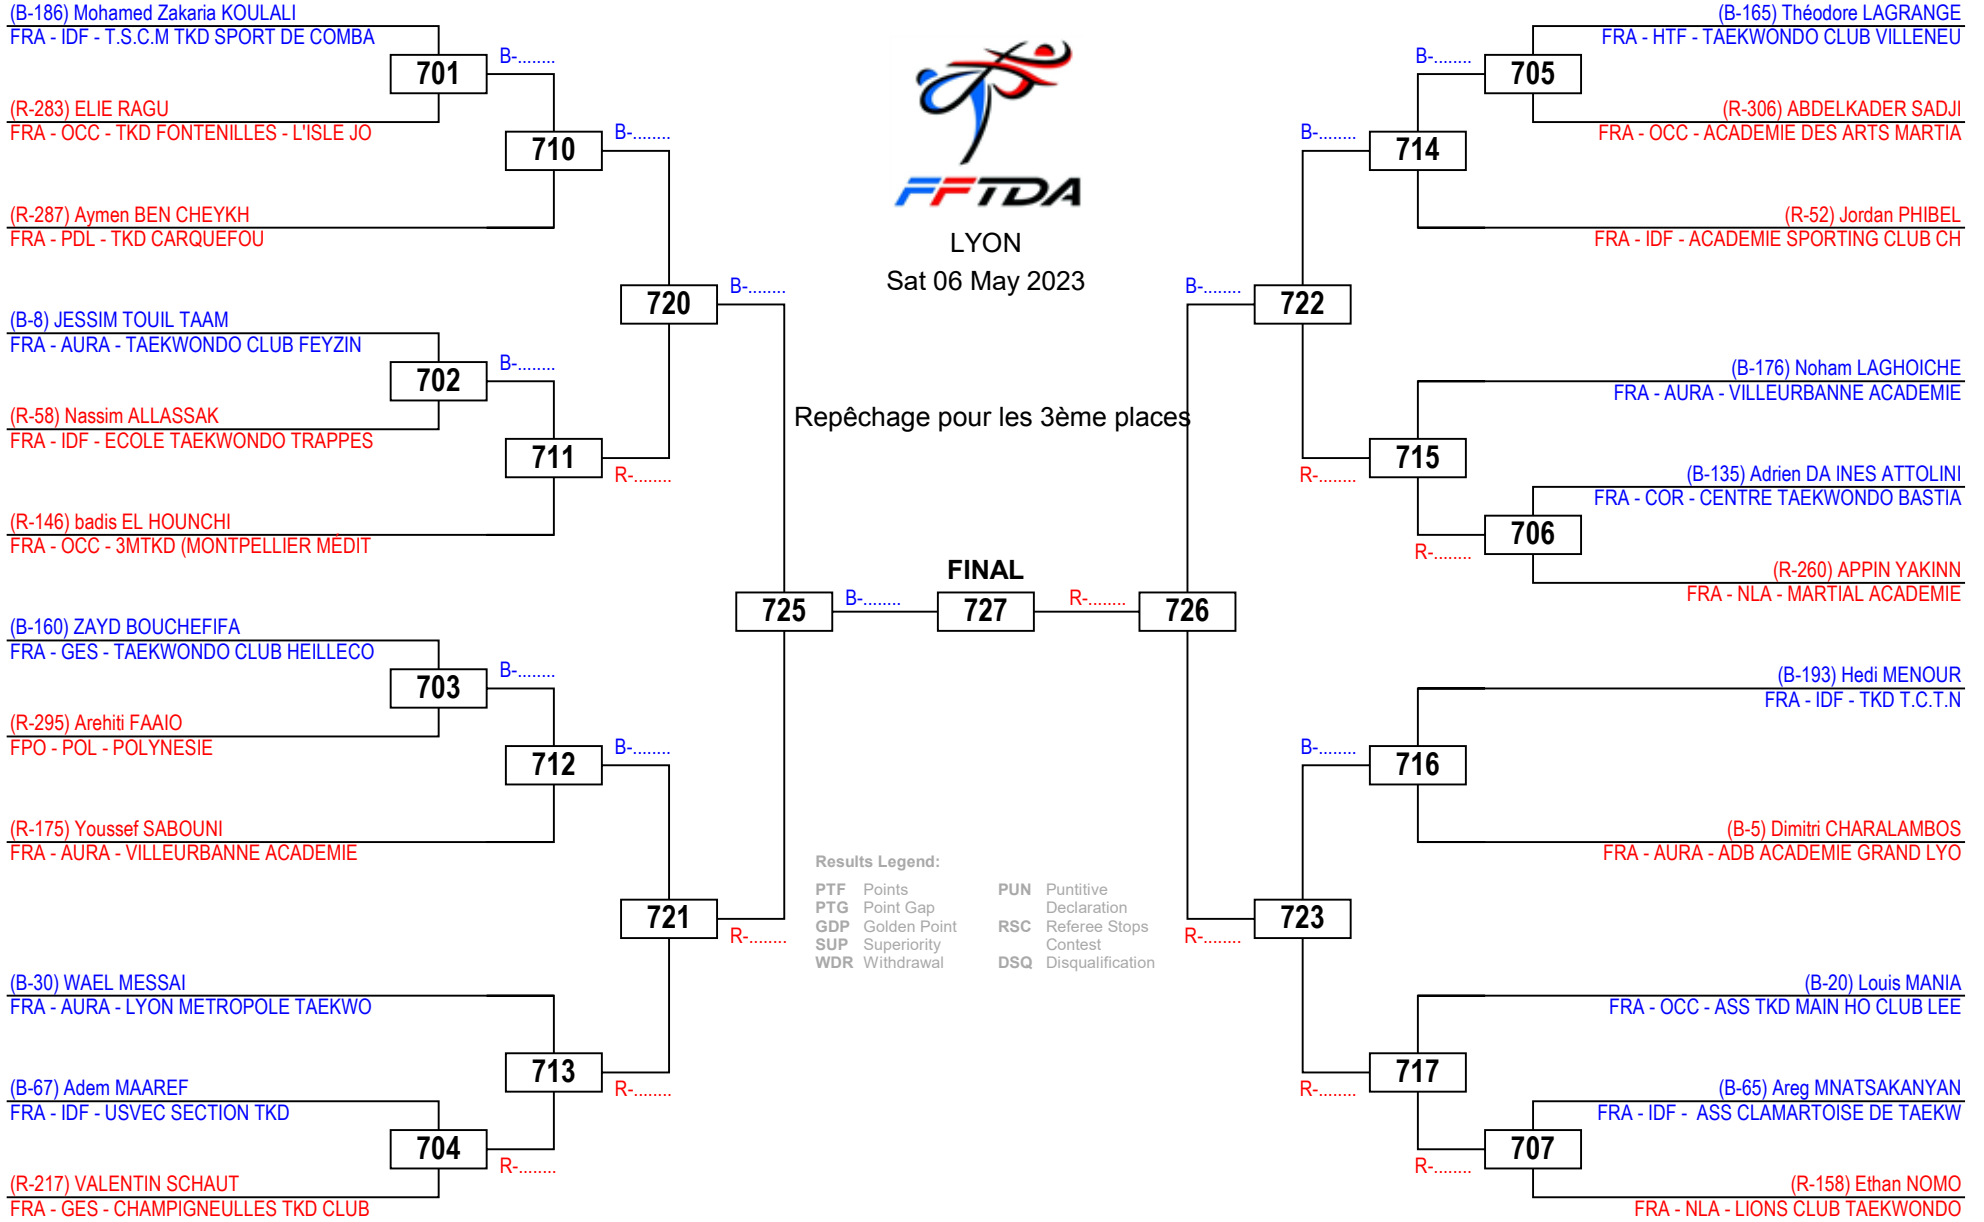 (B-186) Mohamed Zakaria KOULALI
FRA - IDF - T.S.C.M TKD SPORT DE COMBA
701
B-........
(R-283) ELIE RAGU
FRA - OCC - TKD FONTENILLES - L'ISLE JO
710
B-........
(R-287) Aymen BEN CHEYKH
FRA - PDL - TKD CARQUEFOU
720
B-........
(B-8) JESSIM TOUIL TAAM
FRA - AURA - TAEKWONDO CLUB FEYZIN
702
B-........
(R-58) Nassim ALLASSAK
FRA - IDF - ECOLE TAEKWONDO TRAPPES
711
R-........
(R-146) badis EL HOUNCHI
FRA - OCC - 3MTKD (MONTPELLIER MÉDIT
725
B-........
(B-160) ZAYD BOUCHEFIFA
FRA - GES - TAEKWONDO CLUB HEILLECO
703
B-........
(R-295) Arehiti FAAIO
FPO - POL - POLYNESIE
712
B-........
(R-175) Youssef SABOUNI
FRA - AURA - VILLEURBANNE ACADEMIE
721
R-........
(B-30) WAEL MESSAI
FRA - AURA - LYON METROPOLE TAEKWO
713
R-........
(B-67) Adem MAAREF
FRA - IDF - USVEC SECTION TKD
704
R-........
(R-217) VALENTIN SCHAUT
FRA - GES - CHAMPIGNEULLES TKD CLUB
FFTDA
LYON
Sat 06 May 2023
Repêchage pour les 3ème places
FINAL
727
Results Legend:
PTF Points
PTG Point Gap
GDP Golden Point
SUP Superiority
WDR Withdrawal
PUN Puntitive
Declaration
RSC Referee Stops
Contest
DSQ Disqualification
(B-165) Théodore LAGRANGE
FRA - HTF - TAEKWONDO CLUB VILLENEU
B-........
705
(R-306) ABDELKADER SADJI
FRA - OCC - ACADEMIE DES ARTS MARTIA
B-........
714
(R-52) Jordan PHIBEL
FRA - IDF - ACADEMIE SPORTING CLUB CH
B-........
722
(B-176) Noham LAGHOICHE
FRA - AURA - VILLEURBANNE ACADEMIE
R-........
715
(B-135) Adrien DA INES ATTOLINI
FRA - COR - CENTRE TAEKWONDO BASTIA
R-........
706
(R-260) APPIN YAKINN
FRA - NLA - MARTIAL ACADEMIE
R-........
726
(B-193) Hedi MENOUR
FRA - IDF - TKD T.C.T.N
B-........
716
(B-5) Dimitri CHARALAMBOS
FRA - AURA - ADB ACADEMIE GRAND LYO
R-........
723
(B-20) Louis MANIA
FRA - OCC - ASS TKD MAIN HO CLUB LEE
R-........
717
(B-65) Areg MNATSAKANYAN
FRA - IDF - ASS CLAMARTOISE DE TAEKW
R-........
707
(R-158) Ethan NOMO
FRA - NLA - LIONS CLUB TAEKWONDO